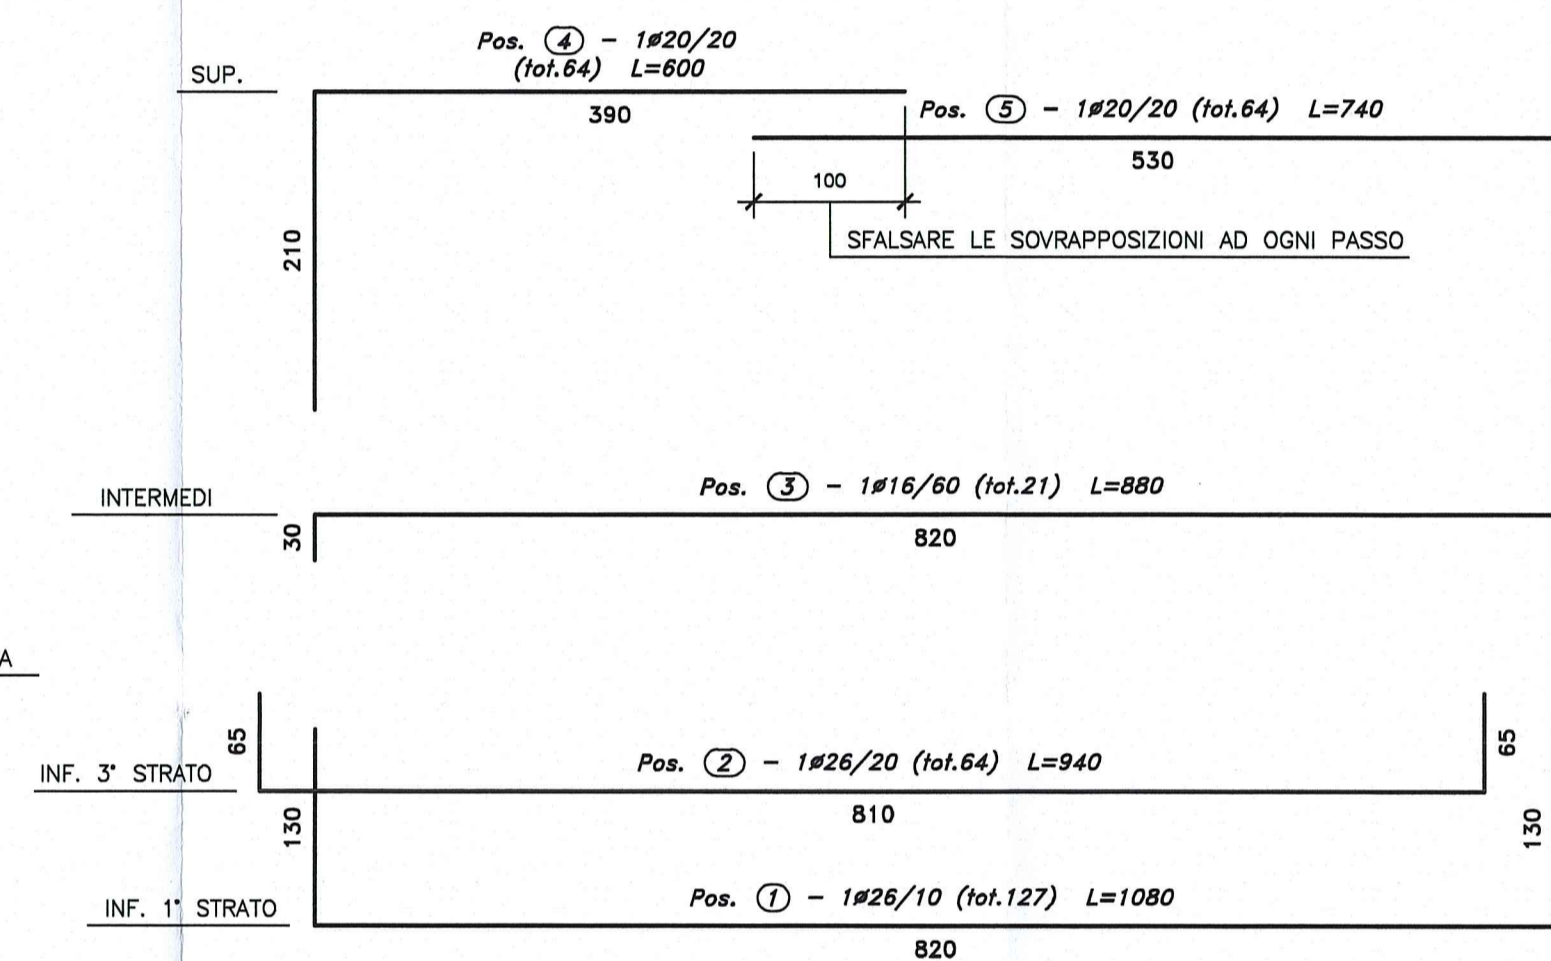 Pos. 4 - 1ø20/20
(tot.64) L=600
SUP.
390
Pos. 5 - 1ø20/20 (tot.64) L=740
530
100
210
SFALSARE LE SOVRAPPOSIZIONI AD OGNI PASSO
Pos. 3 - 1ø16/60 (tot.21) L=880
INTERMEDI
30
820
A
65
65
Pos. 2 - 1ø26/20 (tot.64) L=940
INF. 3° STRATO
810
130
130
Pos. 1 - 1ø26/10 (tot.127) L=1080
INF. 1° STRATO
820